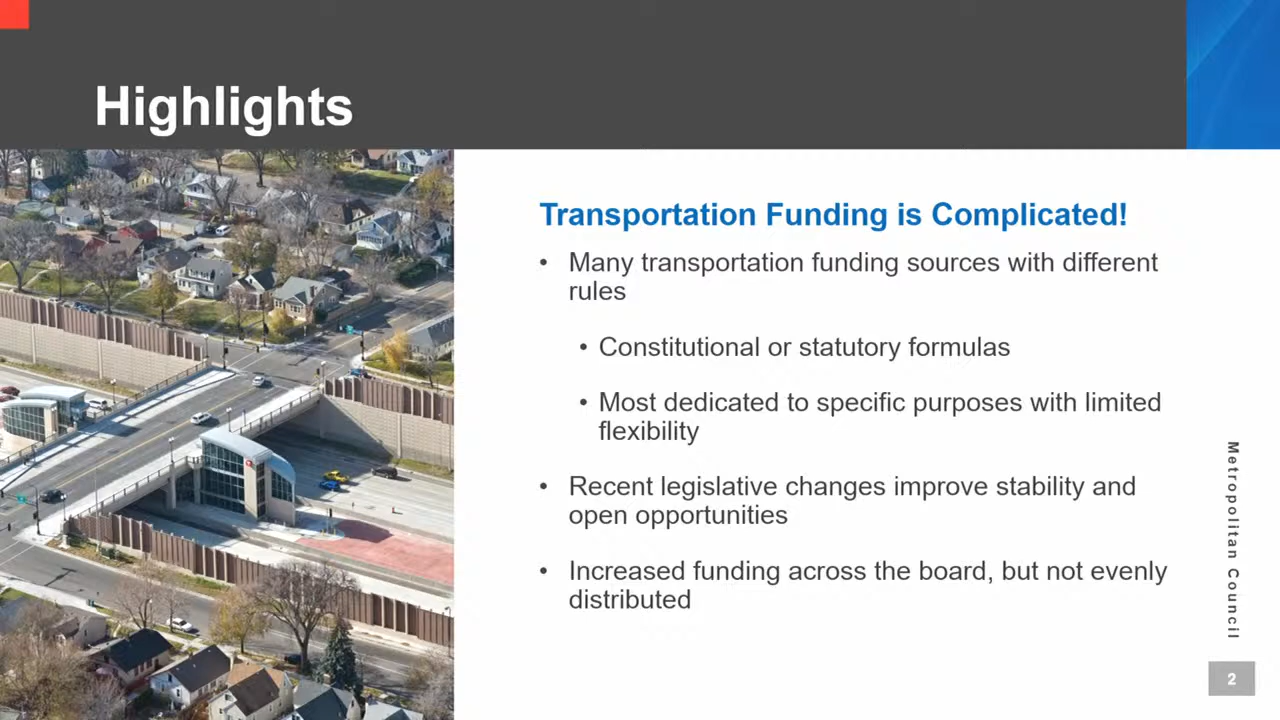 Highlights
Transportation Funding is Complicated!
• Many transportation funding sources with different
rules
• Constitutional or statutory formulas
• Most dedicated to specific purposes with limited
flexibility
• Recent legislative changes improve stability and
open opportunities
• Increased funding across the board, but not evenly
distributed
Metropolitan Council
2